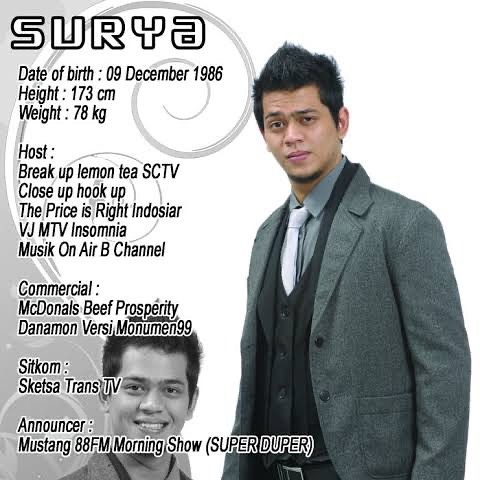 SURYA
Date of birth : 09 December 1986
Height : 173 cm
Weight : 78 kg
Host :
Break up lemon tea SCTV
Close up hook up
The Price is Right Indosiar
VJ MTV Insomnia
Musik On Air B Channel
Commercial :
McDonals Beef Prosperity
Danamon Versi Monumen99
Sitkom :
Sketsa Trans TV
Announcer :
Mustang 88FM Morning Show (SUPER DUPER)